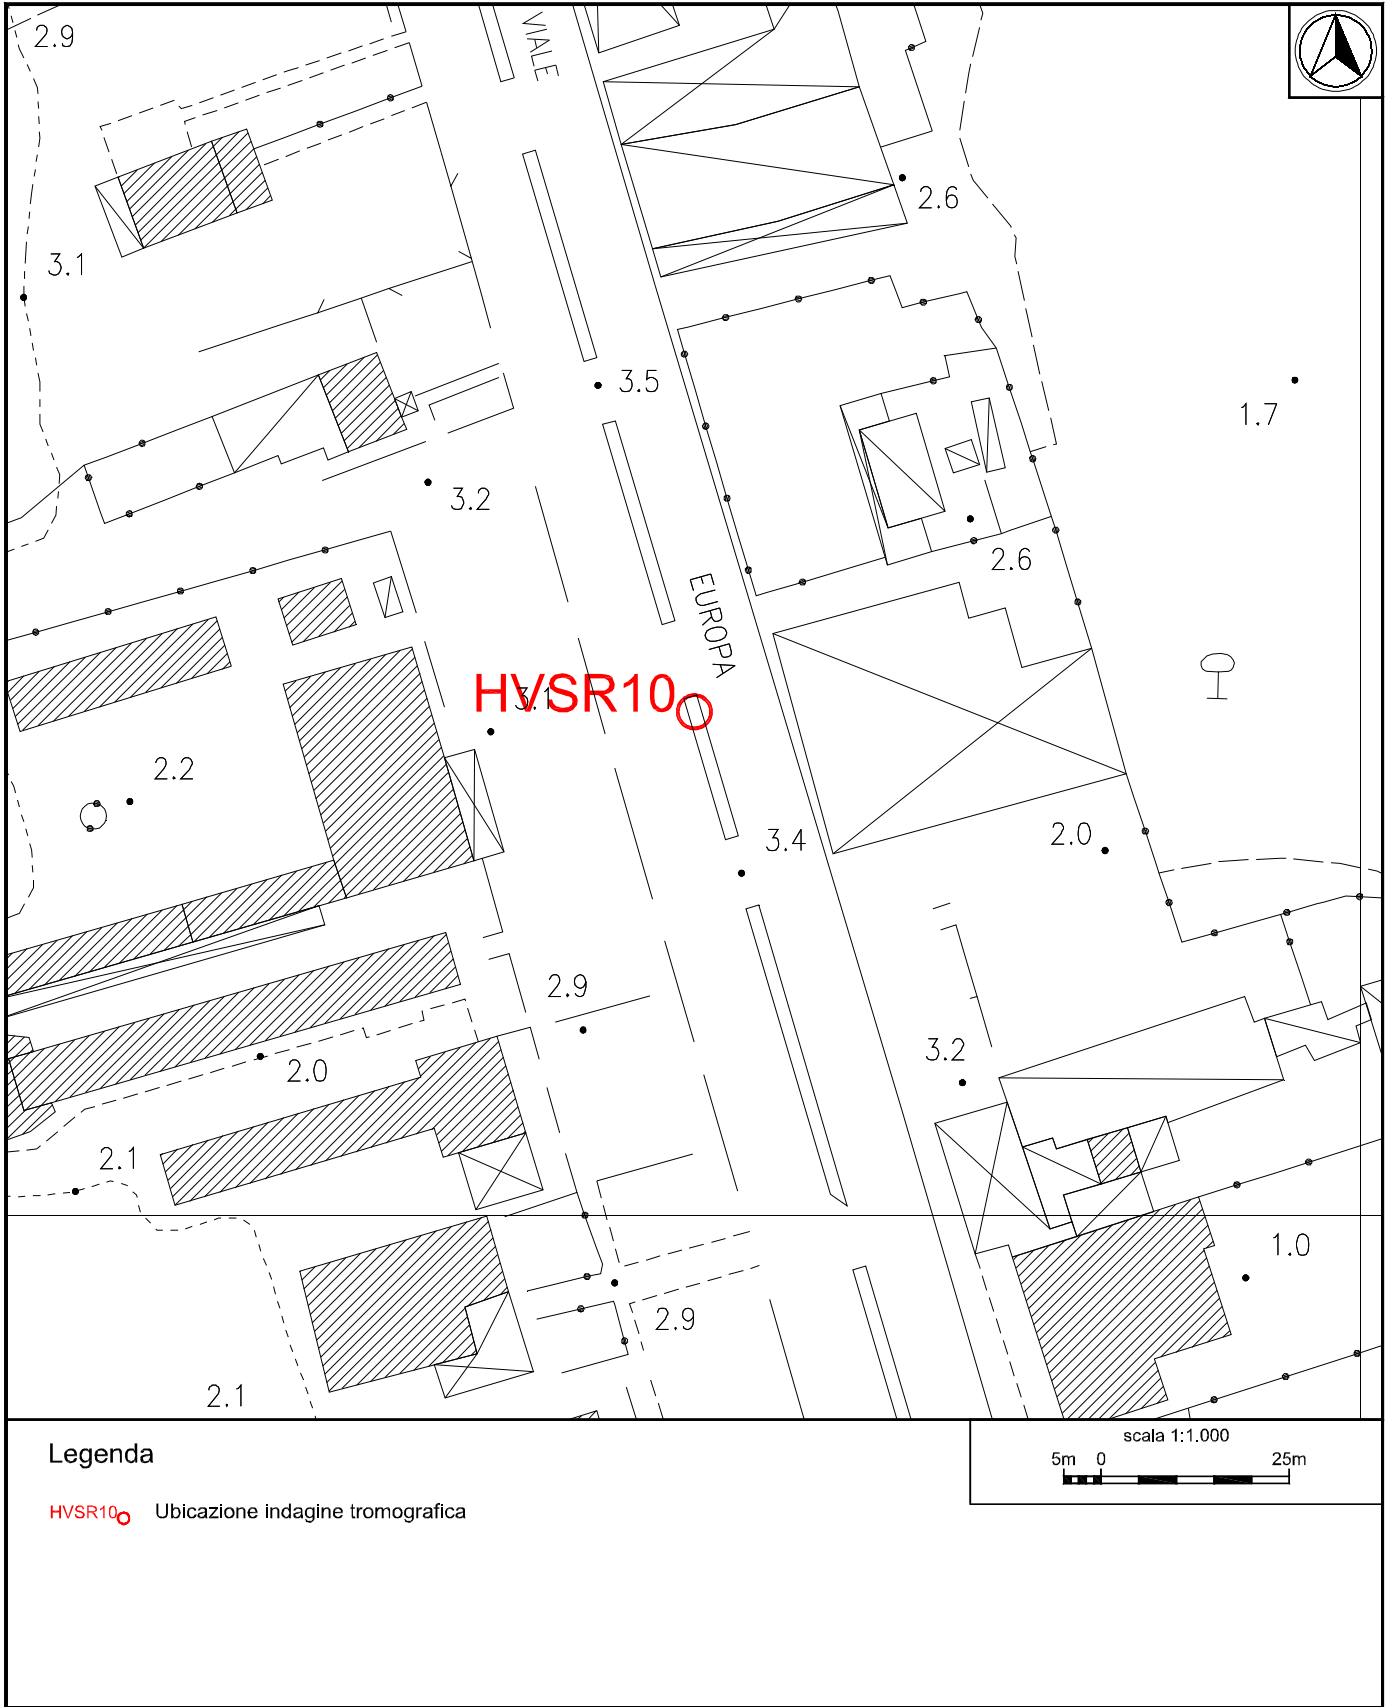 2.9
VIALE
2.6
3.1
3.5
1.7
3.2
2.6
EUROPA
HVSR10
3.1
2.2
3.4
2.0
2.9
3.2
2.0
2.1
1.0
2.9
2.1
Legenda
HVSR10 Ubicazione indagine tromografica
scala 1:1.000
5m 0 25m